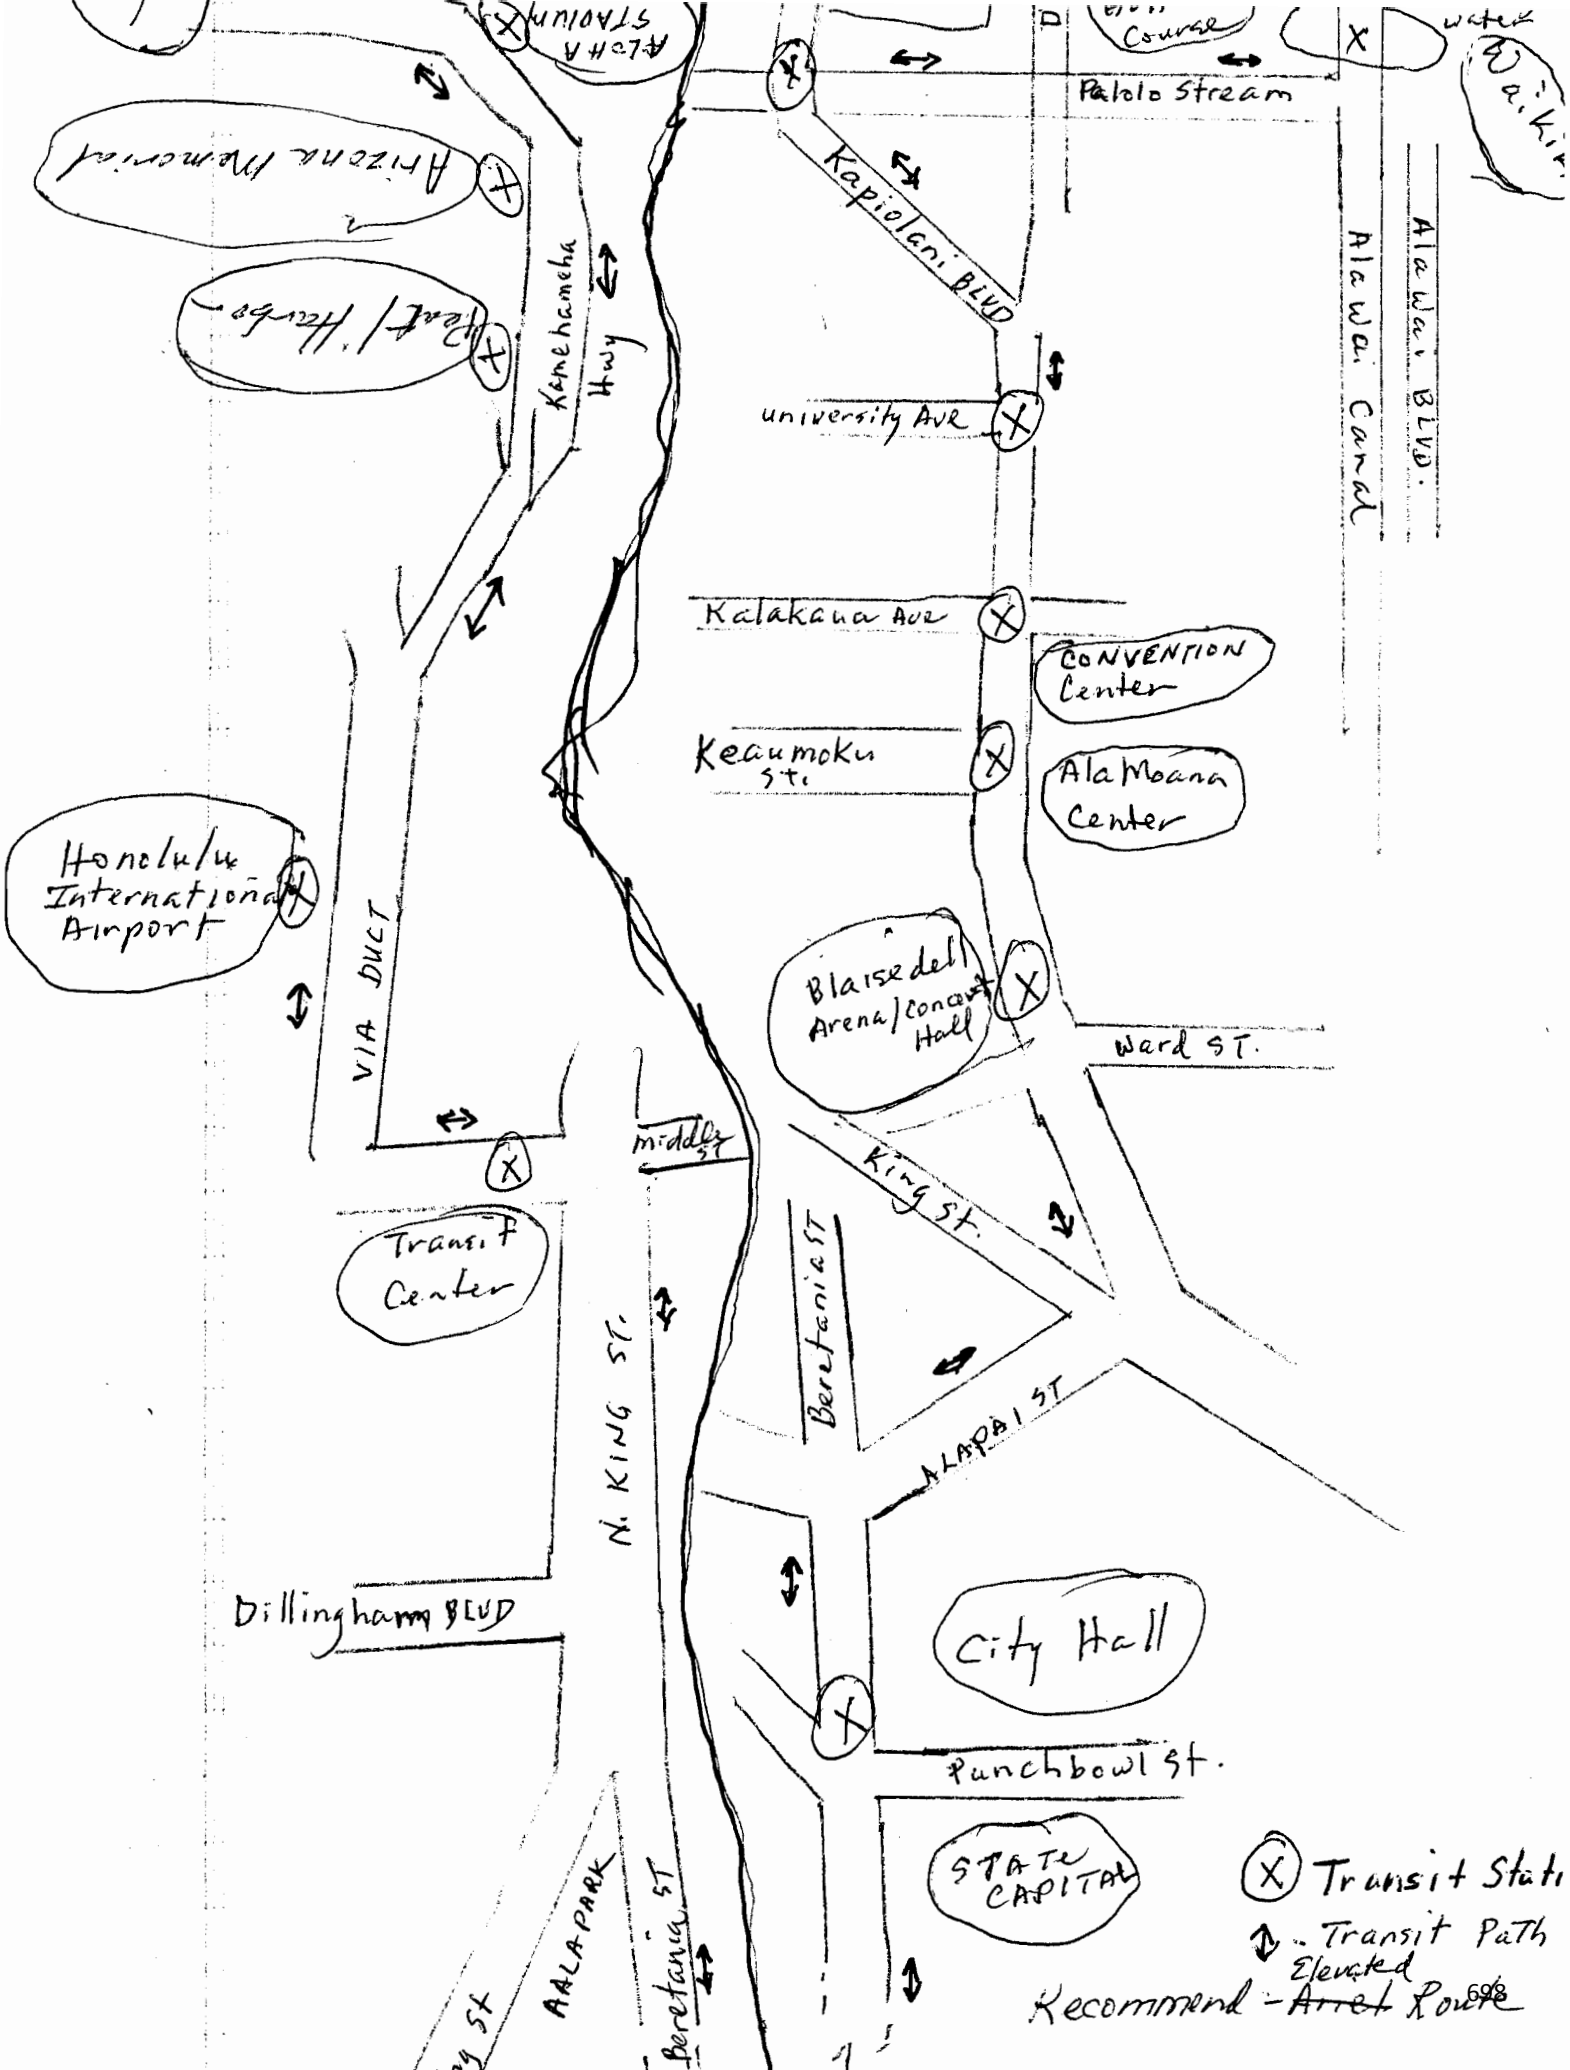 ALOHA
STADIUM
Course
water
Palolo Stream
Arizona Memorial
Kapiolani BLVD
Ala wai Canal
Ala wai BLVD.
Pearl Harbor
Kamehameha
Hwy
university Ave
Kalakaua Ave
CONVENTION
Center
Keaumoku
St.
Ala Moana
Center
Honolulu
International
Airport
VIA DUCT
Blaisedell
Arena/Concert
Hall
Ward ST.
middle
ST
King St.
Transit
Center
Beretania ST
N. KING ST.
ALAPAI ST
Dillingham BLVD
City Hall
Punchbowl St.
STATE
CAPITAL
AALA PARK
Beretania ST
X Transit Stati
↕ - Transit Path
Elevated
Recommend - Route
698